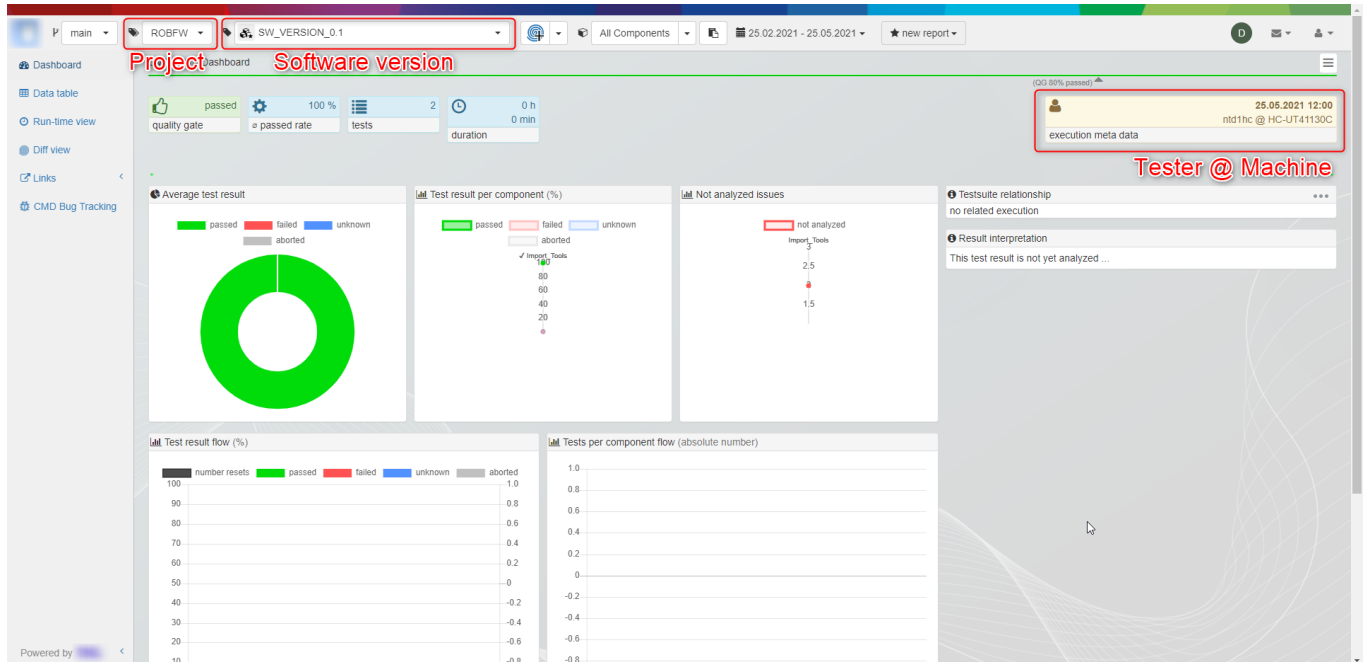 main
ROBFW
SW_VERSION_0.1
All Components
25.02.2021 - 25.05.2021
new report
D
Project
Dashboard
Software version
Dashboard
Data table
Run-time view
Diff view
Links
CMD Bug Tracking
(QG 80% passed)
passed
quality gate
100 %
ø passed rate
2
tests
0 h
0 min
duration
25.05.2021 12:00
ntd1hc @ HC-UT41130C
execution meta data
Tester @ Machine
Average test result
passed failed unknown
aborted
Test result per component (%)
passed failed unknown
aborted
✓ Import_Tools
100
80
60
40
20
Not analyzed issues
not analyzed
Import_Tools
3
2.5
2
1.5
Testsuite relationship
no related execution
Result interpretation
This test result is not yet analyzed ...
Test result flow (%)
number resets passed failed unknown aborted
100 1.0
90 0.8
80 0.6
70 0.4
60 0.2
50 0
40 -0.2
30 -0.4
20 -0.6
10 -0.8
Tests per component flow (absolute number)
1.0
0.8
0.6
0.4
0.2
0
-0.2
-0.4
-0.6
-0.8
Powered by